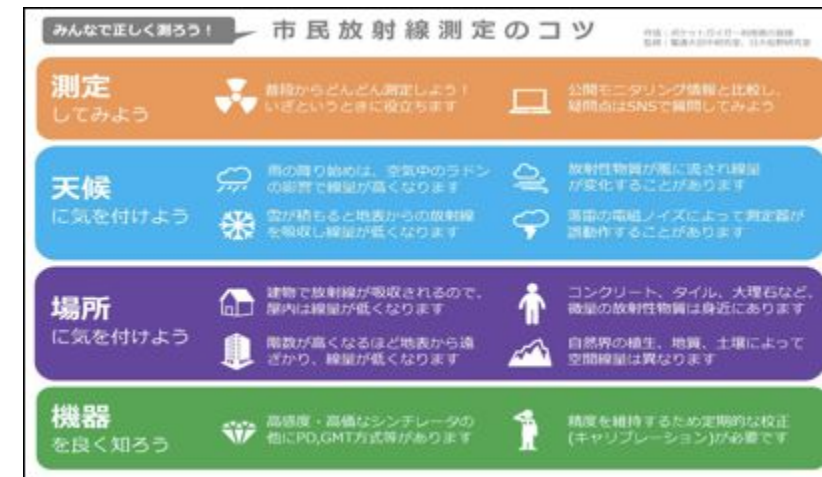 みんなで正しく測ろう!
市民放射線測定のコツ
測定
してみよう
普段からどんどん測定しよう!
いざというときに役立ちます
公開モニタリング情報と比較し、
疑問点はSNSで質問してみよう
天候
に気を付けよう
雨の降り始めは、空気中のラドン
の影響で線量が高くなります
放射性物質が風に流され線量
が変化することがあります
雪が積もると地表からの放射線
を吸収し線量が低くなります
落雷の電磁ノイズによって測定器が
誤動作することがあります
場所
に気を付けよう
建物で放射線が吸収されるので、
屋内は線量が低くなります
コンクリート、タイル、大理石など、
微量の放射性物質は身近にあります
階数が高くなるほど地表から遠
ざかり、線量が低くなります
自然界の植生、地質、土壌によって
空間線量は異なります
機器
を良く知ろう
高感度・高価なシンチレータの
他にPD,GMT方式等があります
精度を維持するため定期的な校正
(キャリブレーション)が必要です